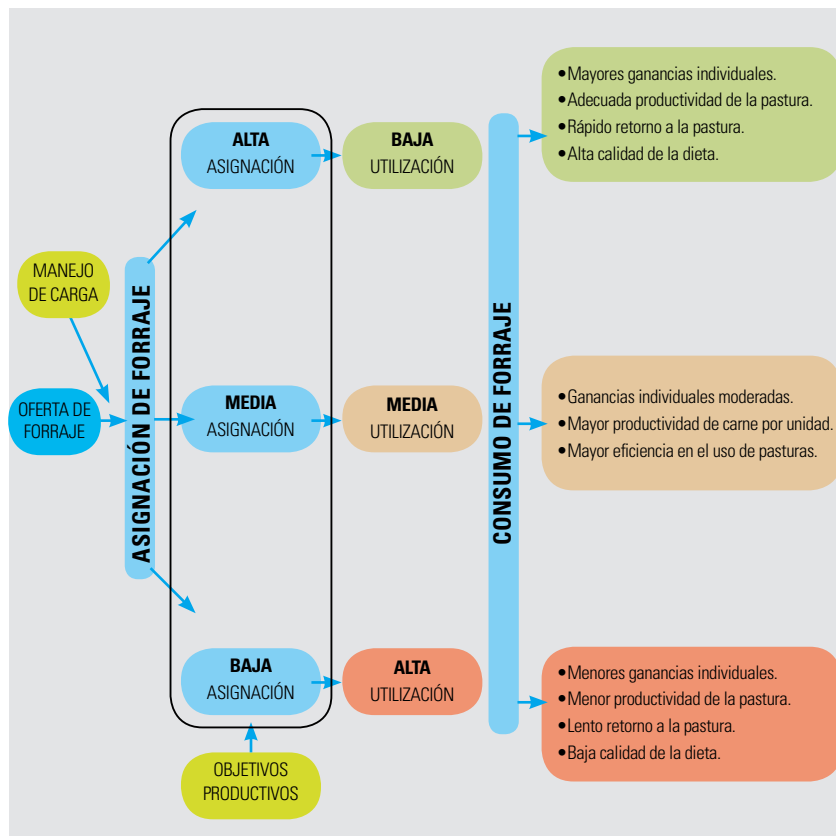 MANEJO
DE CARGA
OFERTA DE
FORRAJE
ASIGNACIÓN DE FORRAJE
ALTA
ASIGNACIÓN
BAJA
UTILIZACIÓN
MEDIA
ASIGNACIÓN
MEDIA
UTILIZACIÓN
BAJA
ASIGNACIÓN
ALTA
UTILIZACIÓN
OBJETIVOS
PRODUCTIVOS
CONSUMO DE FORRAJE
•Mayores ganancias individuales.
•Adecuada productividad de la pastura.
•Rápido retorno a la pastura.
•Alta calidad de la dieta.
•Ganancias individuales moderadas.
•Mayor productividad de carne por unidad.
•Mayor eficiencia en el uso de pasturas.
•Menores ganancias individuales.
•Menor productividad de la pastura.
•Lento retorno a la pastura.
•Baja calidad de la dieta.